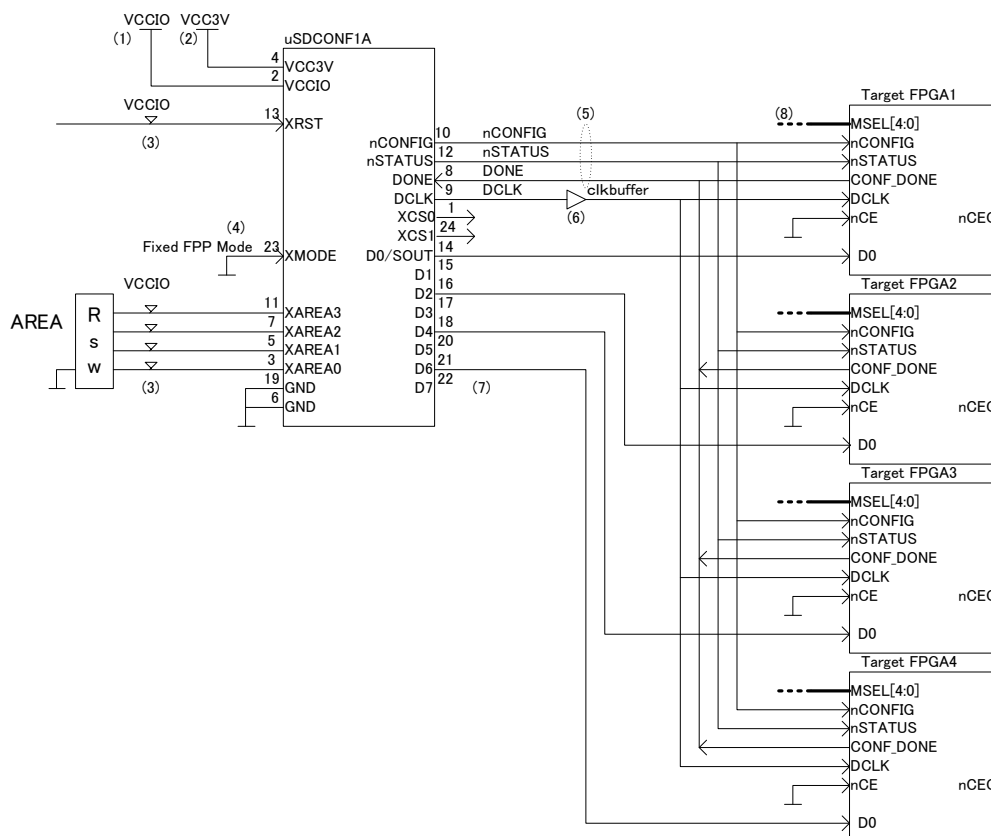 VCCIO VCC3V
(1) (2)
uSDCONF1A
4 VCC3V
2 VCCIO
VCCIO
13 XRST
(3)
nCONFIG 10 nCONFIG
nSTATUS 12 nSTATUS
DONE 8 DONE
DCLK 9 DCLK
XCS0 1
XCS1 24
(5)
clkbuffer
(6)
(4)
Fixed FPP Mode 23 XMODE
D0/SOUT 14
D1 15
D2 16
D3 17
D4 18
D5 20
D6 21
D7 22
(7)
VCCIO
AREA
R
s
w
11 XAREA3
7 XAREA2
5 XAREA1
3 XAREA0
(3)
19 GND
6 GND
Target FPGA1
(8)
MSEL[4:0]
nCONFIG
nSTATUS
CONF_DONE
DCLK
nCE nCEO
D0
Target FPGA2
MSEL[4:0]
nCONFIG
nSTATUS
CONF_DONE
DCLK
nCE nCEO
D0
Target FPGA3
MSEL[4:0]
nCONFIG
nSTATUS
CONF_DONE
DCLK
nCE nCEO
D0
Target FPGA4
MSEL[4:0]
nCONFIG
nSTATUS
CONF_DONE
DCLK
nCE nCEO
D0